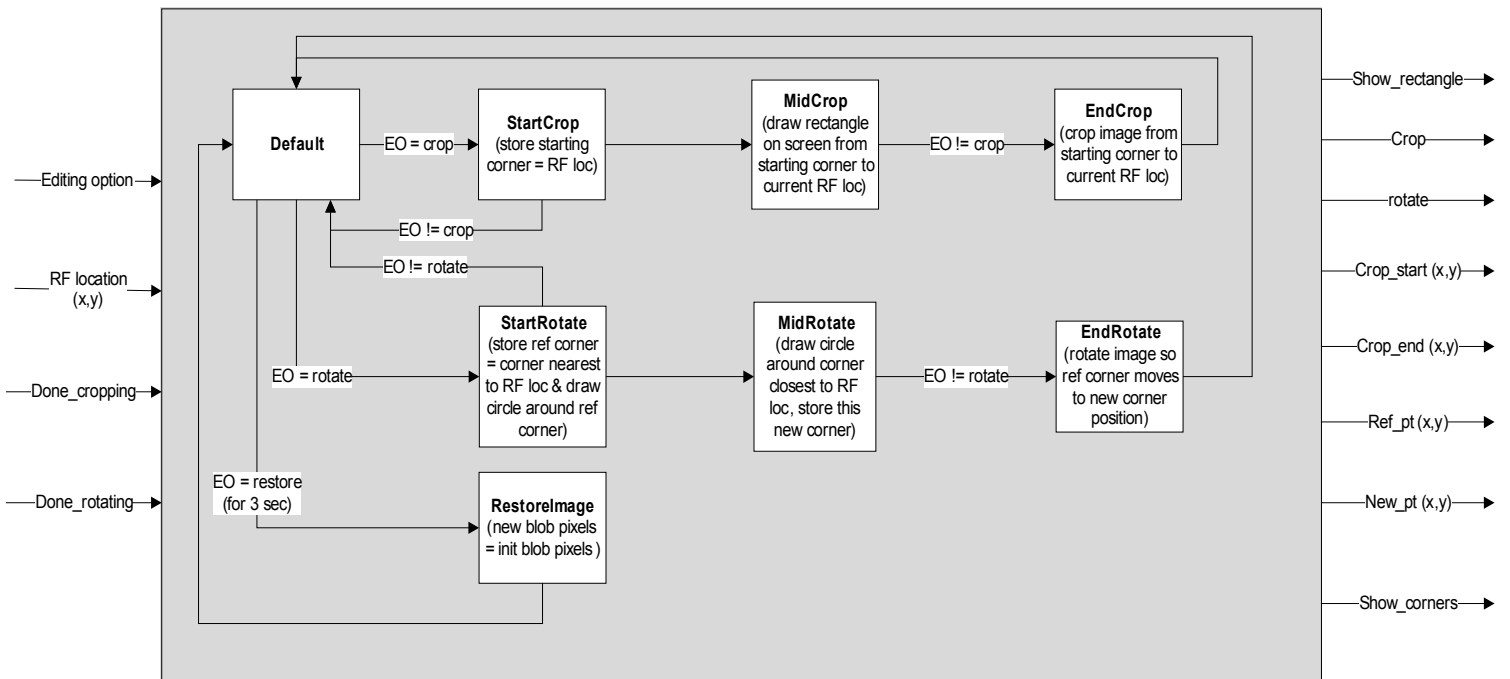 Editing option
RF location
(x,y)
Done_cropping
Done_rotating
Default
EO = crop
StartCrop
(store starting
corner = RF loc)
MidCrop
(draw rectangle
on screen from
starting corner to
current RF loc)
EO != crop
EndCrop
(crop image from
starting corner to
current RF loc)
EO != crop
EO != rotate
EO = rotate
StartRotate
(store ref corner
= corner nearest
to RF loc & draw
circle around ref
corner)
MidRotate
(draw circle
around corner
closest to RF
loc, store this
new corner)
EO != rotate
EndRotate
(rotate image so
ref corner moves
to new corner
position)
EO = restore
(for 3 sec)
RestoreImage
(new blob pixels
= init blob pixels )
Show_rectangle
Crop
rotate
Crop_start (x,y)
Crop_end (x,y)
Ref_pt (x,y)
New_pt (x,y)
Show_corners